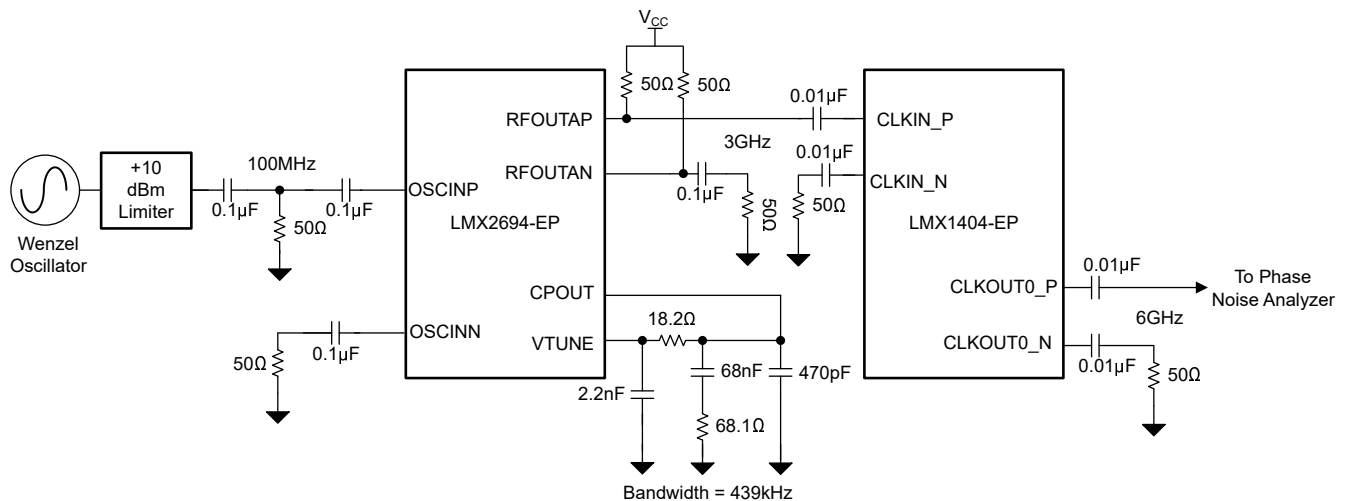 VCC
50Ω
50Ω
0.01µF
RFOUTAP
CLKIN_P
3GHz
0.01µF
+10
dBm
Limiter
100MHz
RFOUTAN
CLKIN_N
0.1µF
0.1µF
OSCINP
0.1µF
50Ω
50Ω
50Ω
LMX2694-EP
LMX1404-EP
Wenzel
Oscillator
0.01µF
CLKOUT0_P
To Phase
Noise Analyzer
CPOUT
6GHz
18.2Ω
OSCINN
VTUNE
CLKOUT0_N
0.1µF
50Ω
0.01µF
50Ω
2.2nF
68nF
470pF
68.1Ω
Bandwidth = 439kHz